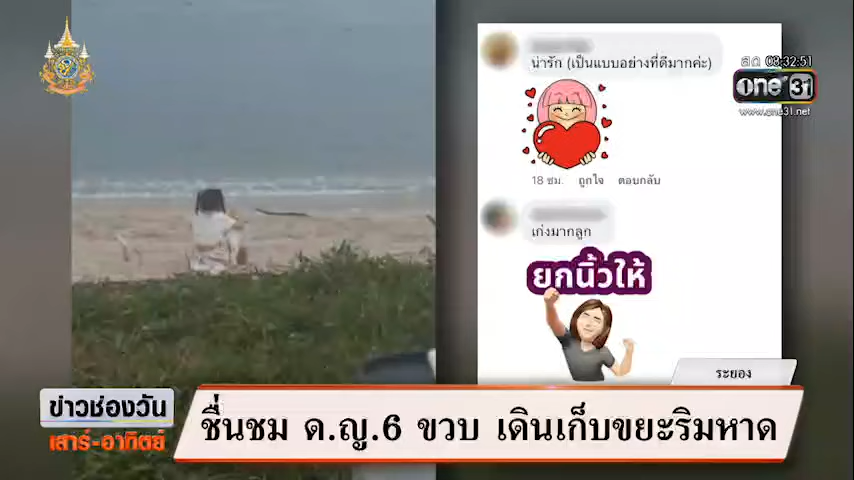 น่ารัก (เป็นแบบอย่างที่ดีมากค่ะ)
สด 08:32:51
one 31
www.one31.net
18 ชม. ถูกใจ ตอบกลับ
เก่งมากลูก
ยกนิ้วให้
ระยอง
ข่าวช่องวัน
เสาร์-อาทิตย์
ชื่นชม ด.ญ.6 ขวบ เดินเก็บขยะริมหาด